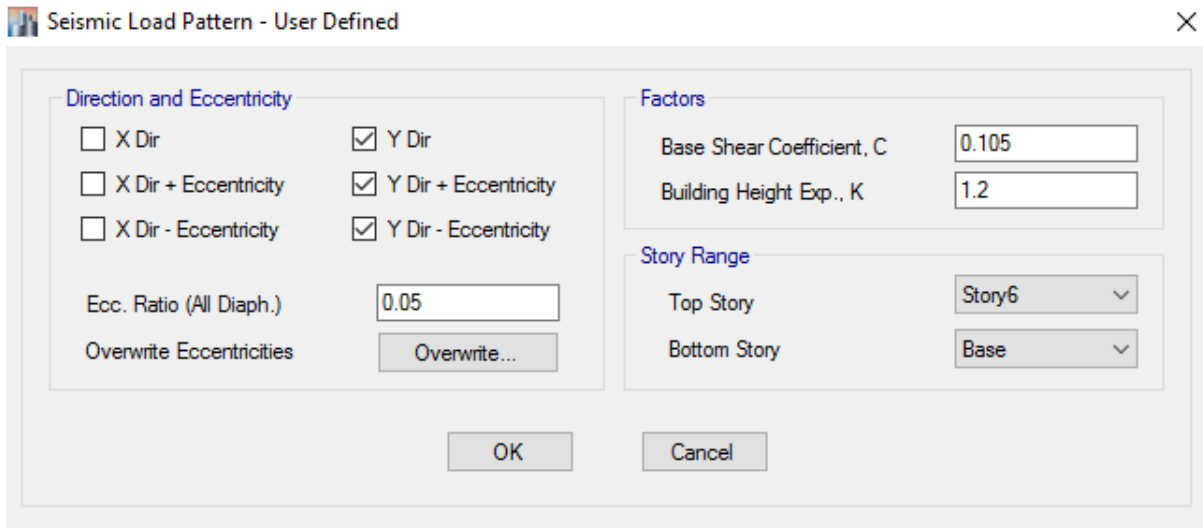 Seismic Load Pattern - User Defined
Direction and Eccentricity
X Dir
Y Dir
X Dir + Eccentricity
Y Dir + Eccentricity
X Dir - Eccentricity
Y Dir - Eccentricity
Ecc. Ratio (All Diaph.)
0.05
Overwrite Eccentricities
Overwrite...
Factors
Base Shear Coefficient, C
0.105
Building Height Exp., K
1.2
Story Range
Top Story
Story6
Bottom Story
Base
OK
Cancel